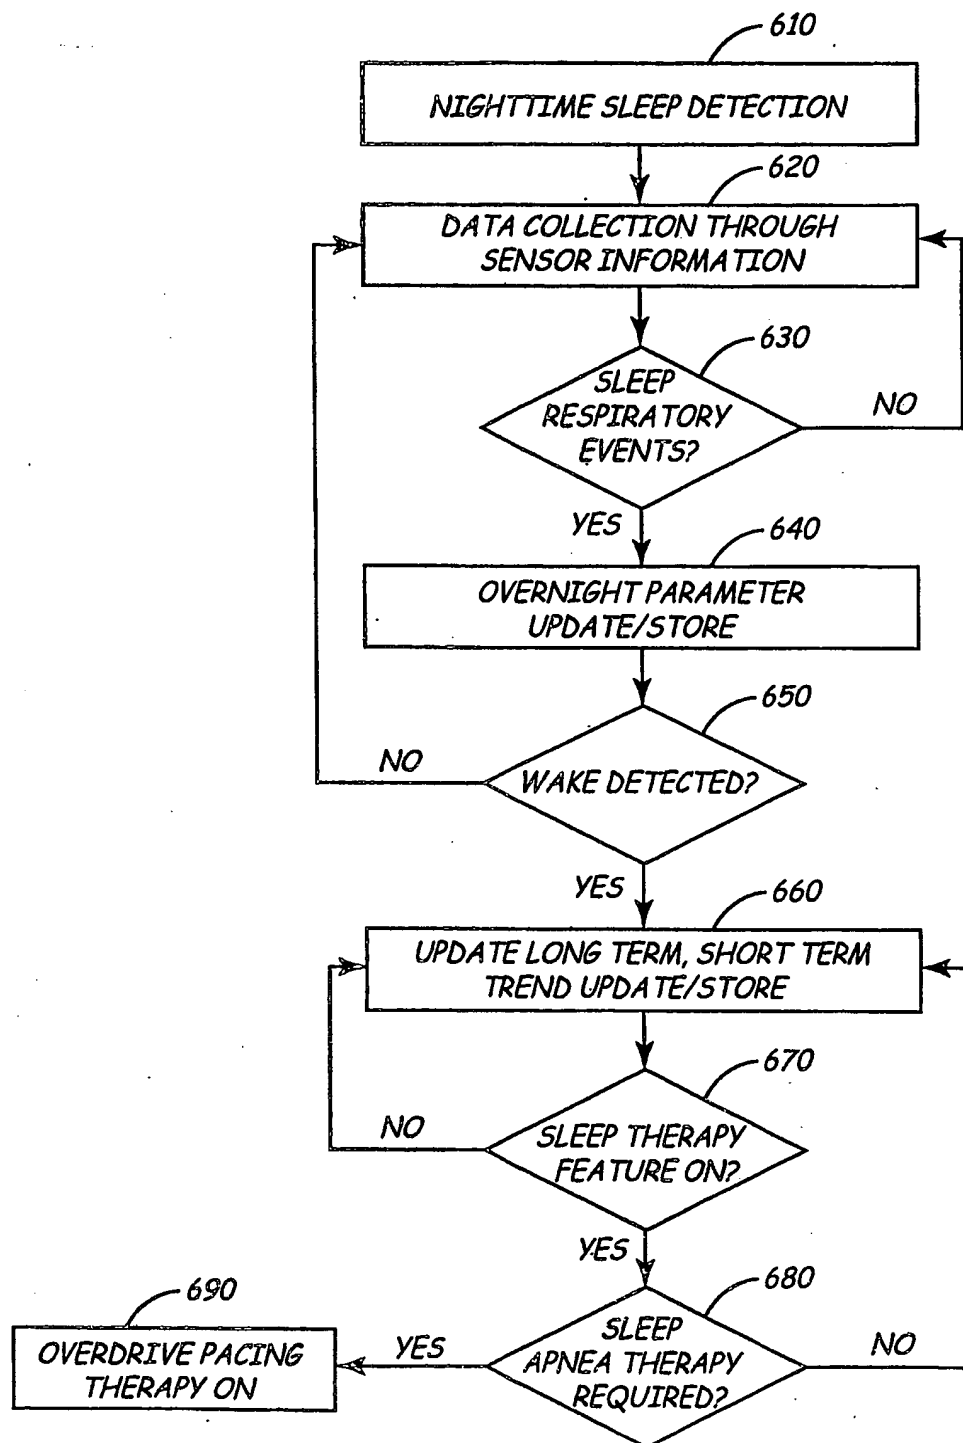 610
NIGHTTIME SLEEP DETECTION
620
DATA COLLECTION THROUGH
SENSOR INFORMATION
630
SLEEP
RESPIRATORY
EVENTS?
NO
YES
640
OVERNIGHT PARAMETER
UPDATE/STORE
650
NO
WAKE DETECTED?
YES
660
UPDATE LONG TERM, SHORT TERM
TREND UPDATE/STORE
670
NO
SLEEP THERAPY
FEATURE ON?
YES
680
690
SLEEP
APNEA THERAPY
REQUIRED?
YES
NO
OVERDRIVE PACING
THERAPY ON